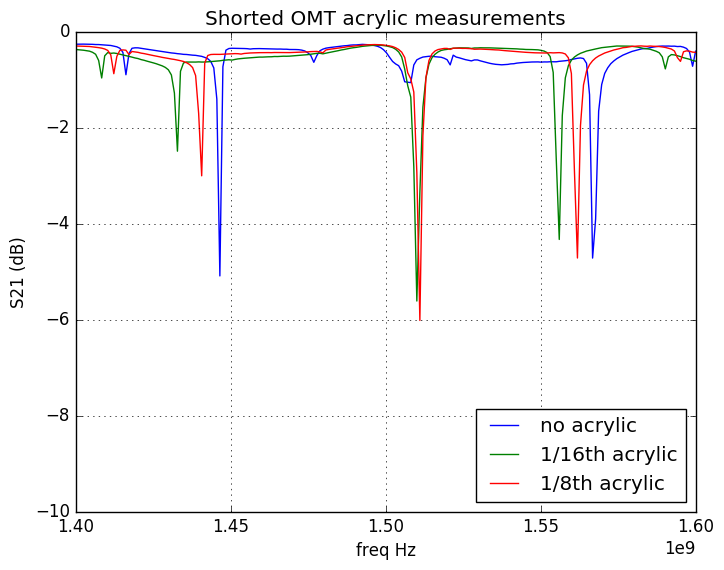 Shorted OMT acrylic measurements
0
−2
−4
−6
−8
−10
S21 (dB)
no acrylic
1/16th acrylic
1/8th acrylic
1.40
1.45
1.50
1.55
1.60
1e9
freq Hz